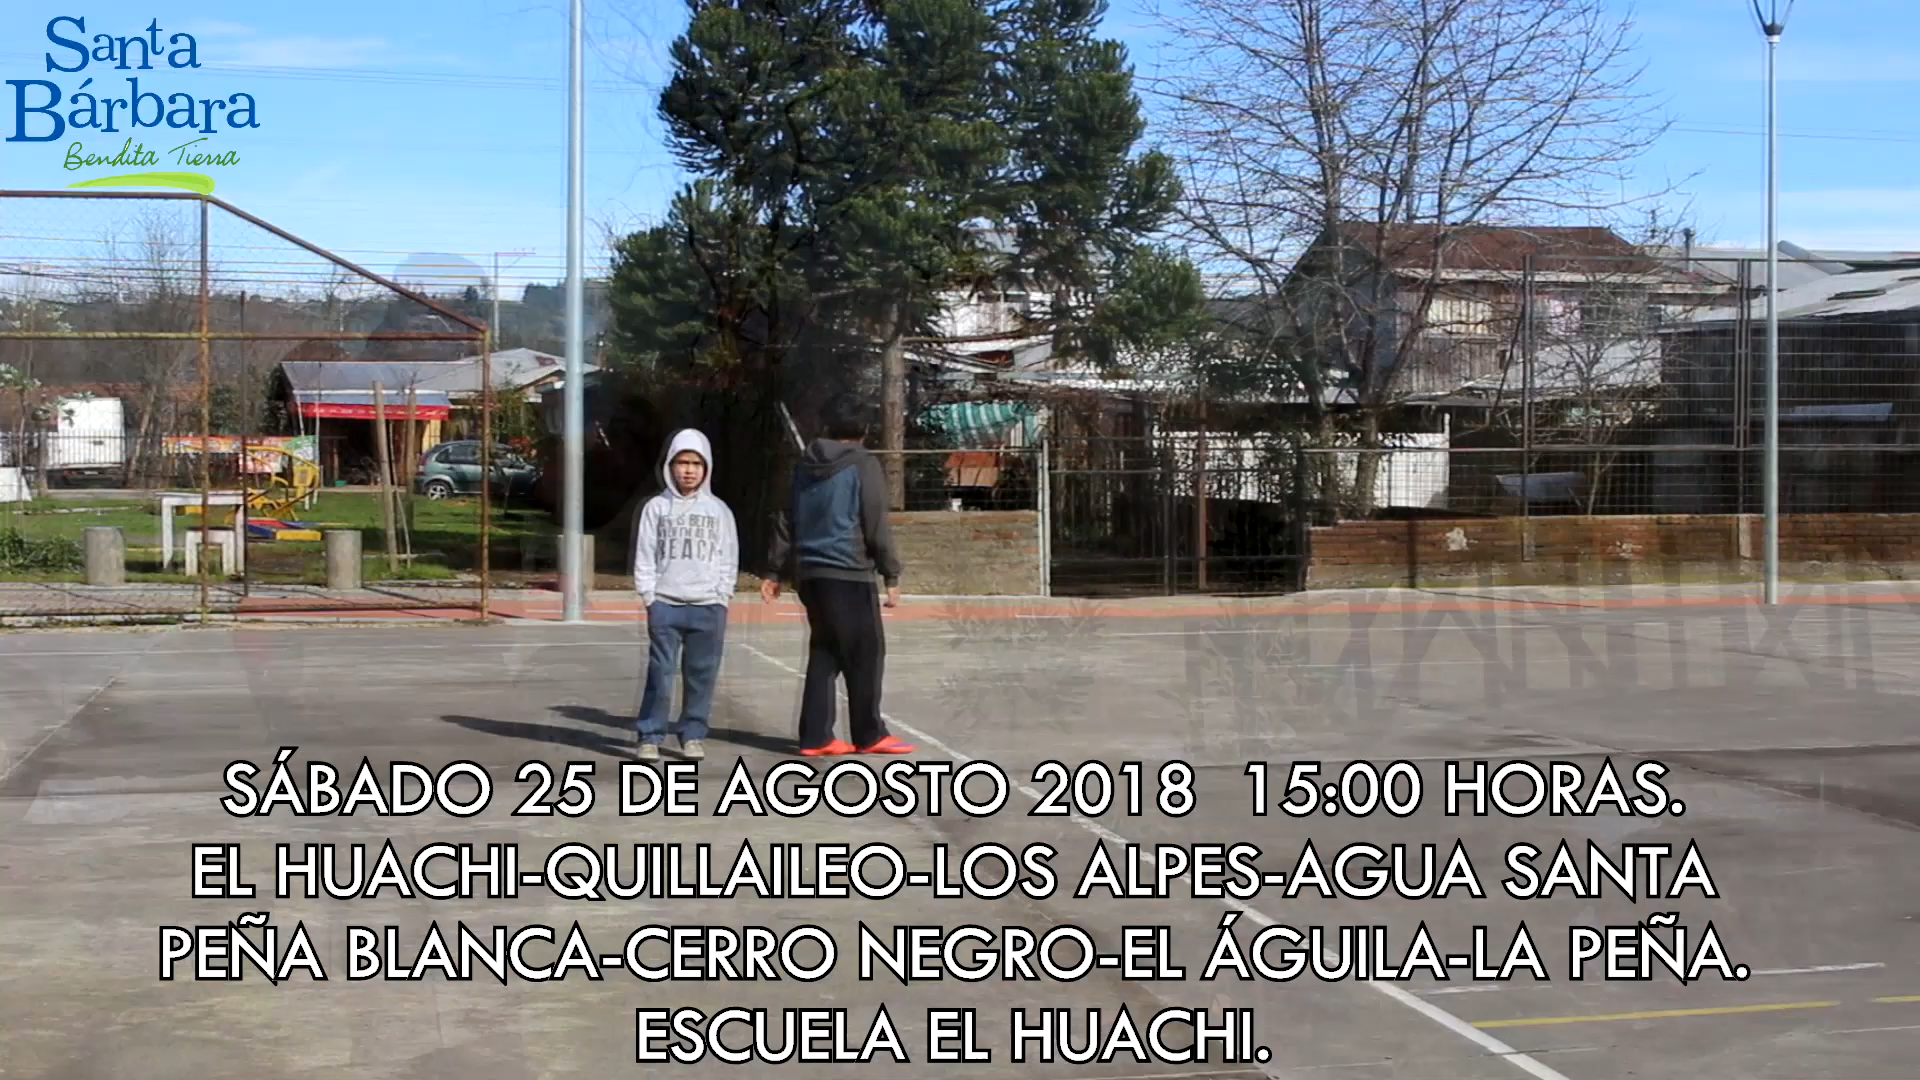 Santa
Bárbara
Bendita Tierra
BEACH
SÁBADO 25 DE AGOSTO 2018  15:00 HORAS.
EL HUACHI-QUILLAILEO-LOS ALPES-AGUA SANTA
PEÑA BLANCA-CERRO NEGRO-EL ÁGUILA-LA PEÑA.
ESCUELA EL HUACHI.